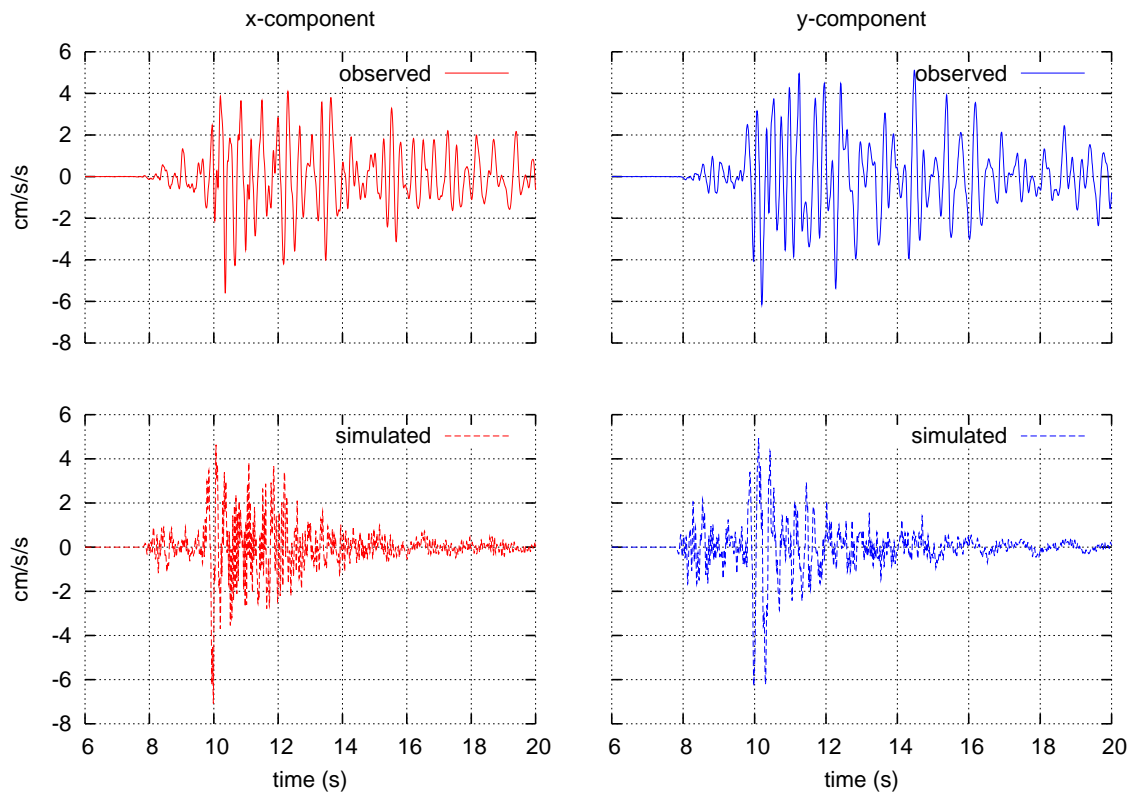 x-component
y-component
6
4
2
0
-2
-4
-6
-8
cm/s/s
observed
observed
6
4
2
0
-2
-4
-6
-8
cm/s/s
simulated
simulated
6 8 10 12 14 16 18 20
6 8 10 12 14 16 18 20
time (s)
time (s)